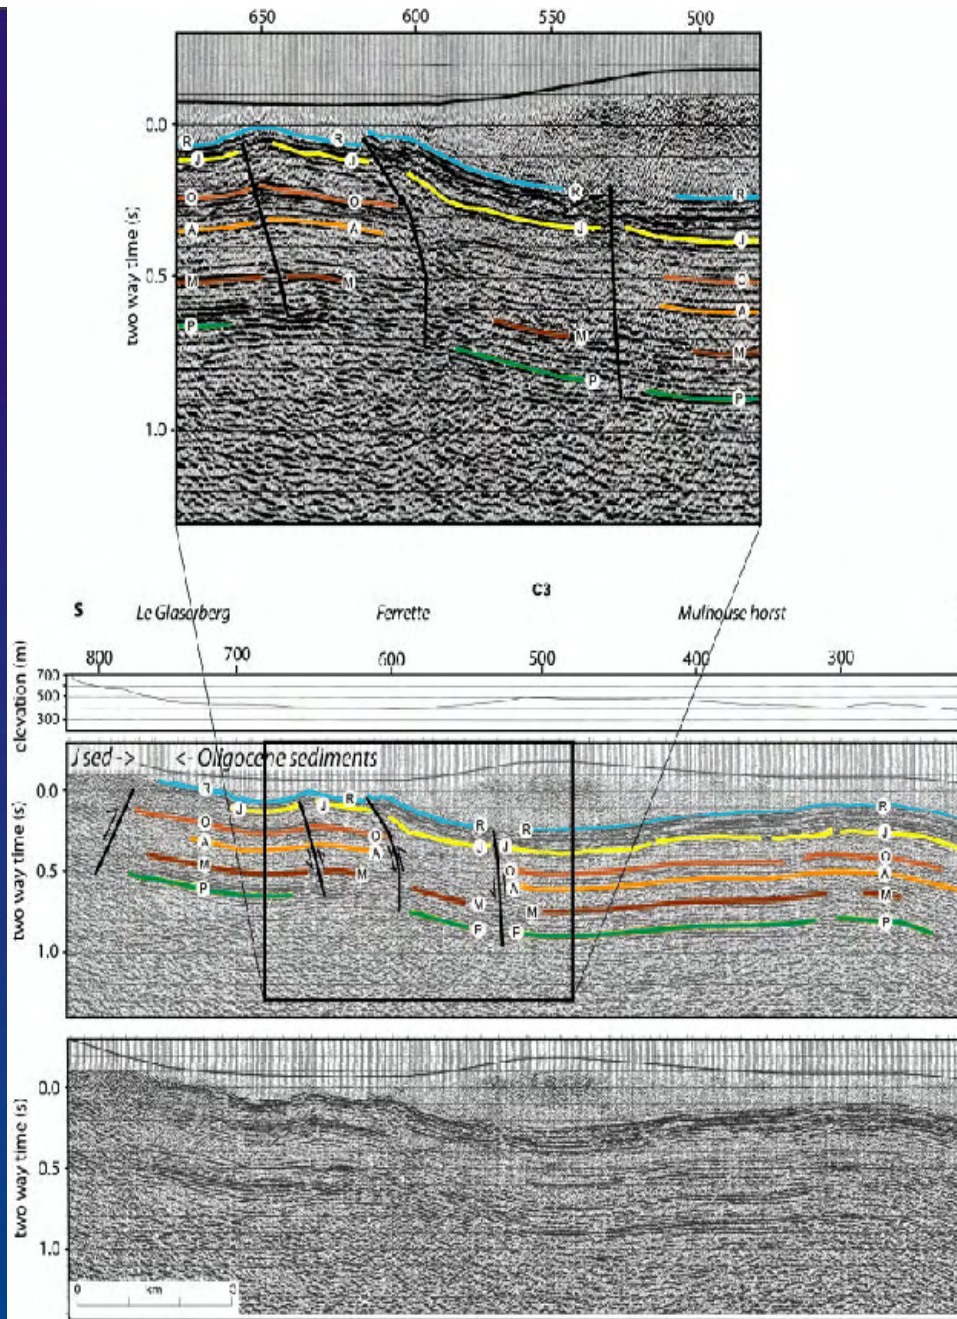 650 600 550 500
0.0
R R R R
J J J J
O O O
A A A
two way time (s)
0.5
M M M M
P P P
1.0
C3
S Le Glaserberg Ferrette Mulhouse horst
800 700 600 500 400 300
elevation (m)
700
500
300
J sed -> <- Oligocene sediments
0.0
R R R R R
J J J J J
O O O O
A A A A
two way time (s)
0.5
M M M M M
P P P P
1.0
0.0
two way time (s)
0.5
1.0
0 km 3